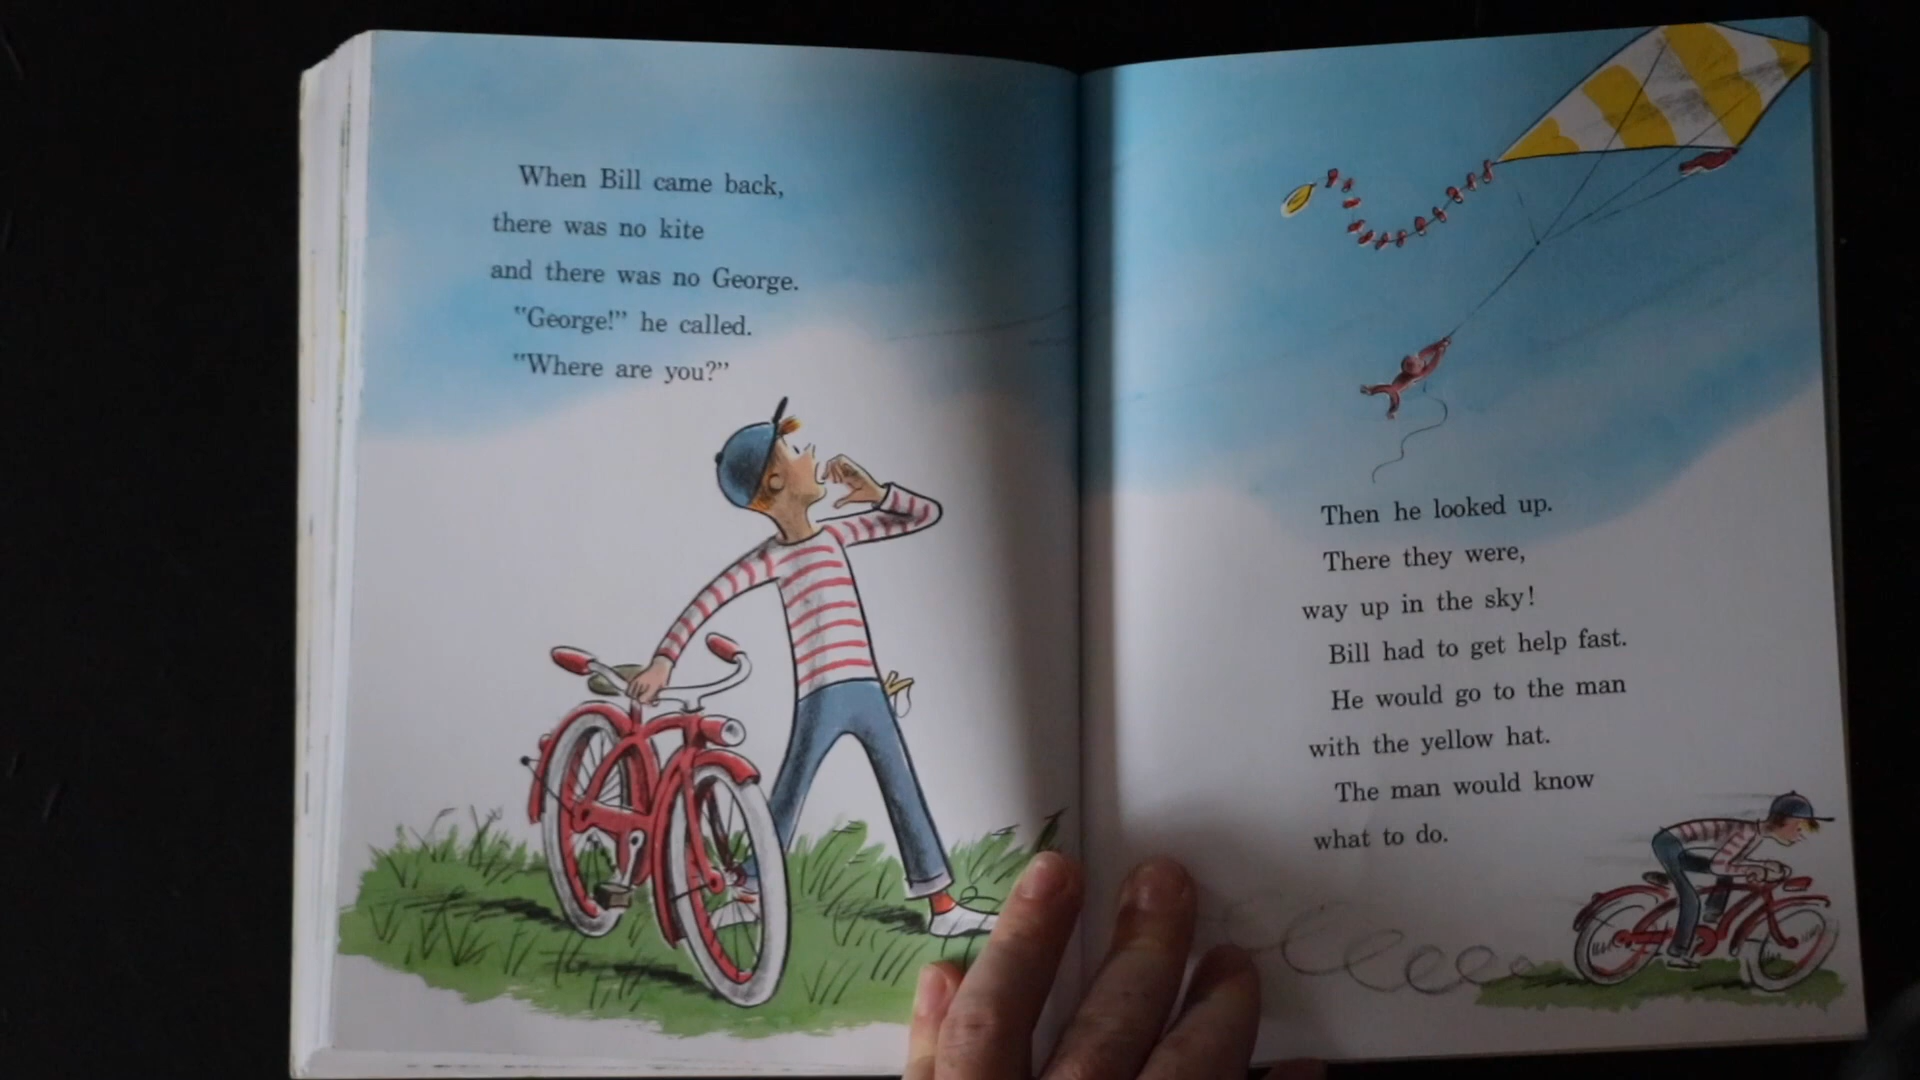 When Bill came back,
there was no kite
and there was no George.
"George!" he called.
"Where are you?"
Then he looked up.
There they were,
way up in the sky!
Bill had to get help fast.
He would go to the man
with the yellow hat.
The man would know
what to do.